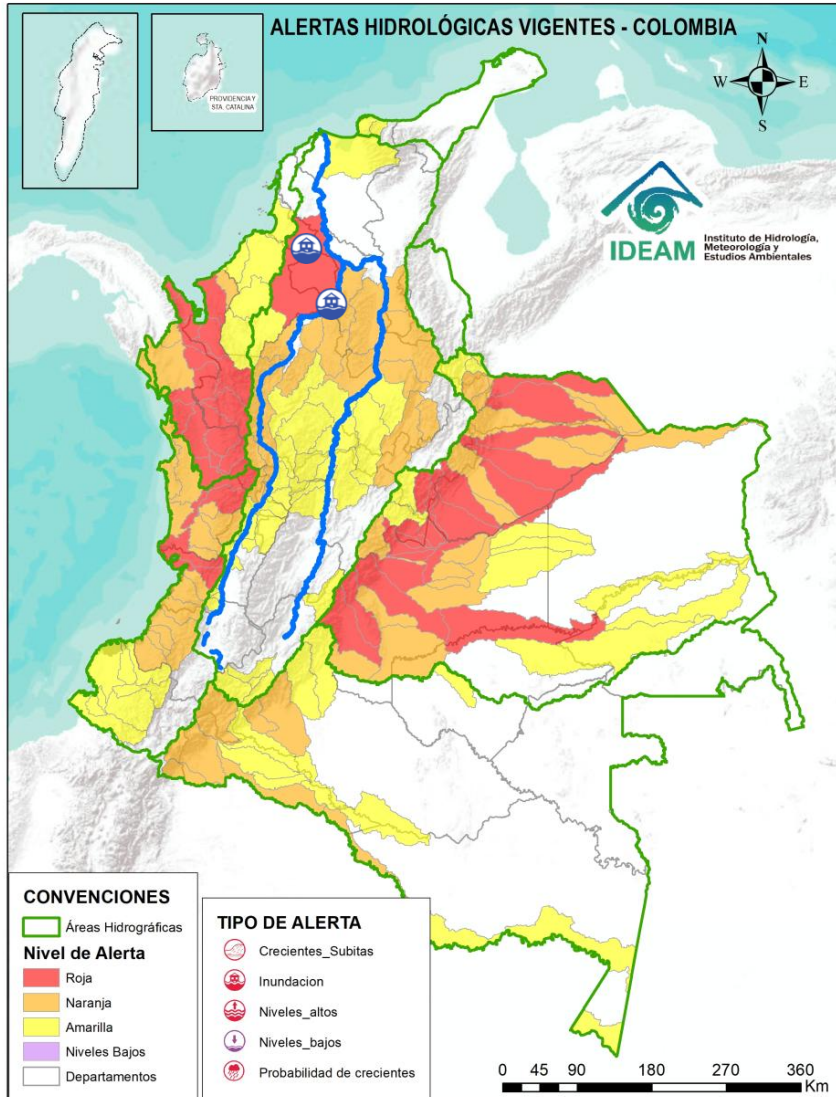 ALERTAS HIDROLÓGICAS VIGENTES - COLOMBIA
PROVIDENCIA Y
STA. CATALINA
N
W
E
S
IDEAM
Instituto de Hidrología,
Meteorología y
Estudios Ambientales
CONVENCIONES
Áreas Hidrográficas
Nivel de Alerta
Roja
Naranja
Amarilla
Niveles Bajos
Departamentos
TIPO DE ALERTA
Crecientes_Subitas
Inundacion
Niveles_altos
Niveles_bajos
Probabilidad de crecientes
0 45 90 180 270 360
Km